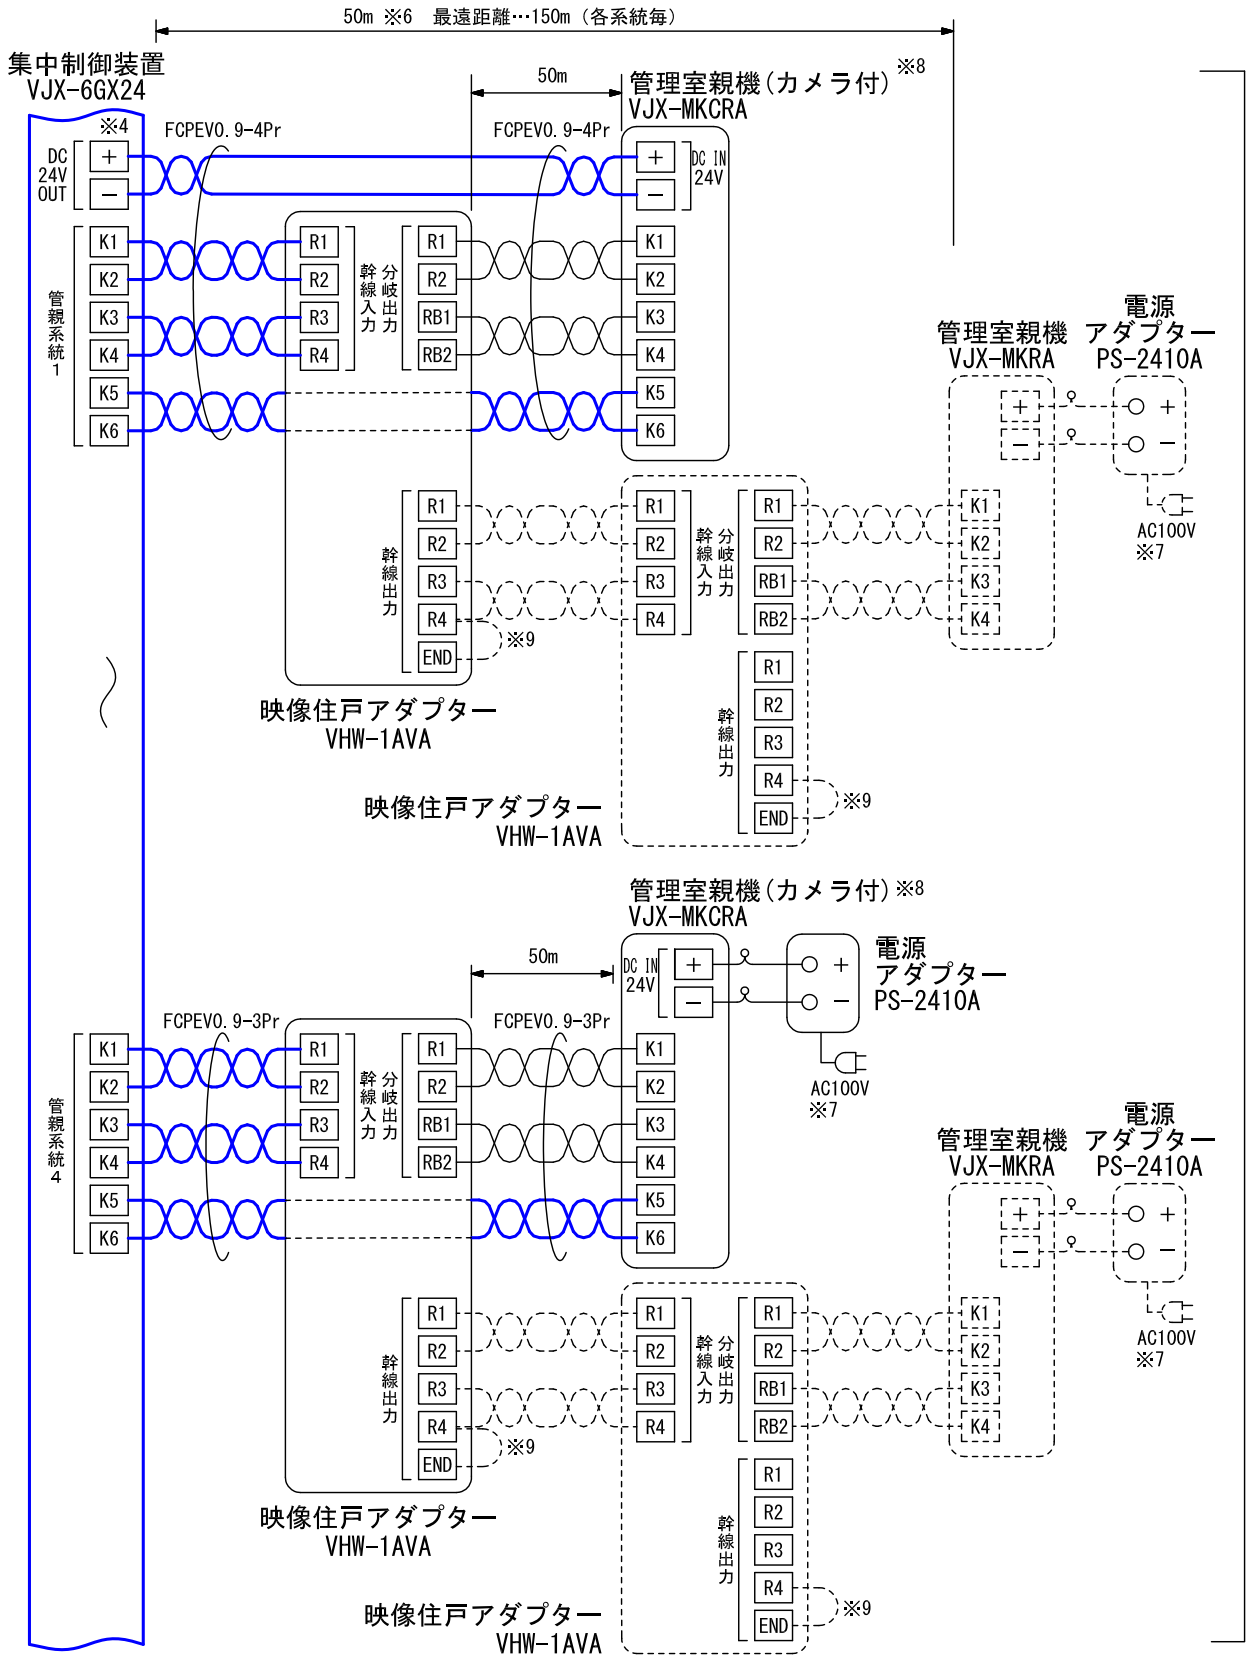 50m ※6 最遠距離…150m（各系統毎）
集中制御装置
VJX-6GX24
※4
FCPEV0.9-4Pr
50m
FCPEV0.9-4Pr
管理室親機(カメラ付)※8
VJX-MKCRA
DC
24V
OUT
+
−
+
−
DC IN
24V
管親系統1
K1
K2
K3
K4
K5
K6
R1
R2
R3
R4
幹線入力
分岐出力
R1
R2
RB1
RB2
K1
K2
K3
K4
K5
K6
幹線出力
R1
R2
R3
R4
END
※9
映像住戸アダプター
VHW-1AVA
R1
R2
R3
R4
幹線入力
分岐出力
R1
R2
RB1
RB2
幹線出力
R1
R2
R3
R4
END
※9
映像住戸アダプター
VHW-1AVA
管理室親機
VJX-MKRA
+
−
K1
K2
K3
K4
電源
アダプター
PS-2410A
+
−
AC100V
※7
管理室親機(カメラ付)※8
VJX-MKCRA
DC IN
24V
+
−
+
−
電源
アダプター
PS-2410A
AC100V
※7
50m
FCPEV0.9-3Pr
FCPEV0.9-3Pr
管親系統4
K1
K2
K3
K4
K5
K6
R1
R2
R3
R4
幹線入力
分岐出力
R1
R2
RB1
RB2
K1
K2
K3
K4
K5
K6
幹線出力
R1
R2
R3
R4
END
※9
映像住戸アダプター
VHW-1AVA
R1
R2
R3
R4
幹線入力
分岐出力
R1
R2
RB1
RB2
幹線出力
R1
R2
R3
R4
END
※9
映像住戸アダプター
VHW-1AVA
管理室親機
VJX-MKRA
+
−
K1
K2
K3
K4
電源
アダプター
PS-2410A
+
−
AC100V
※7